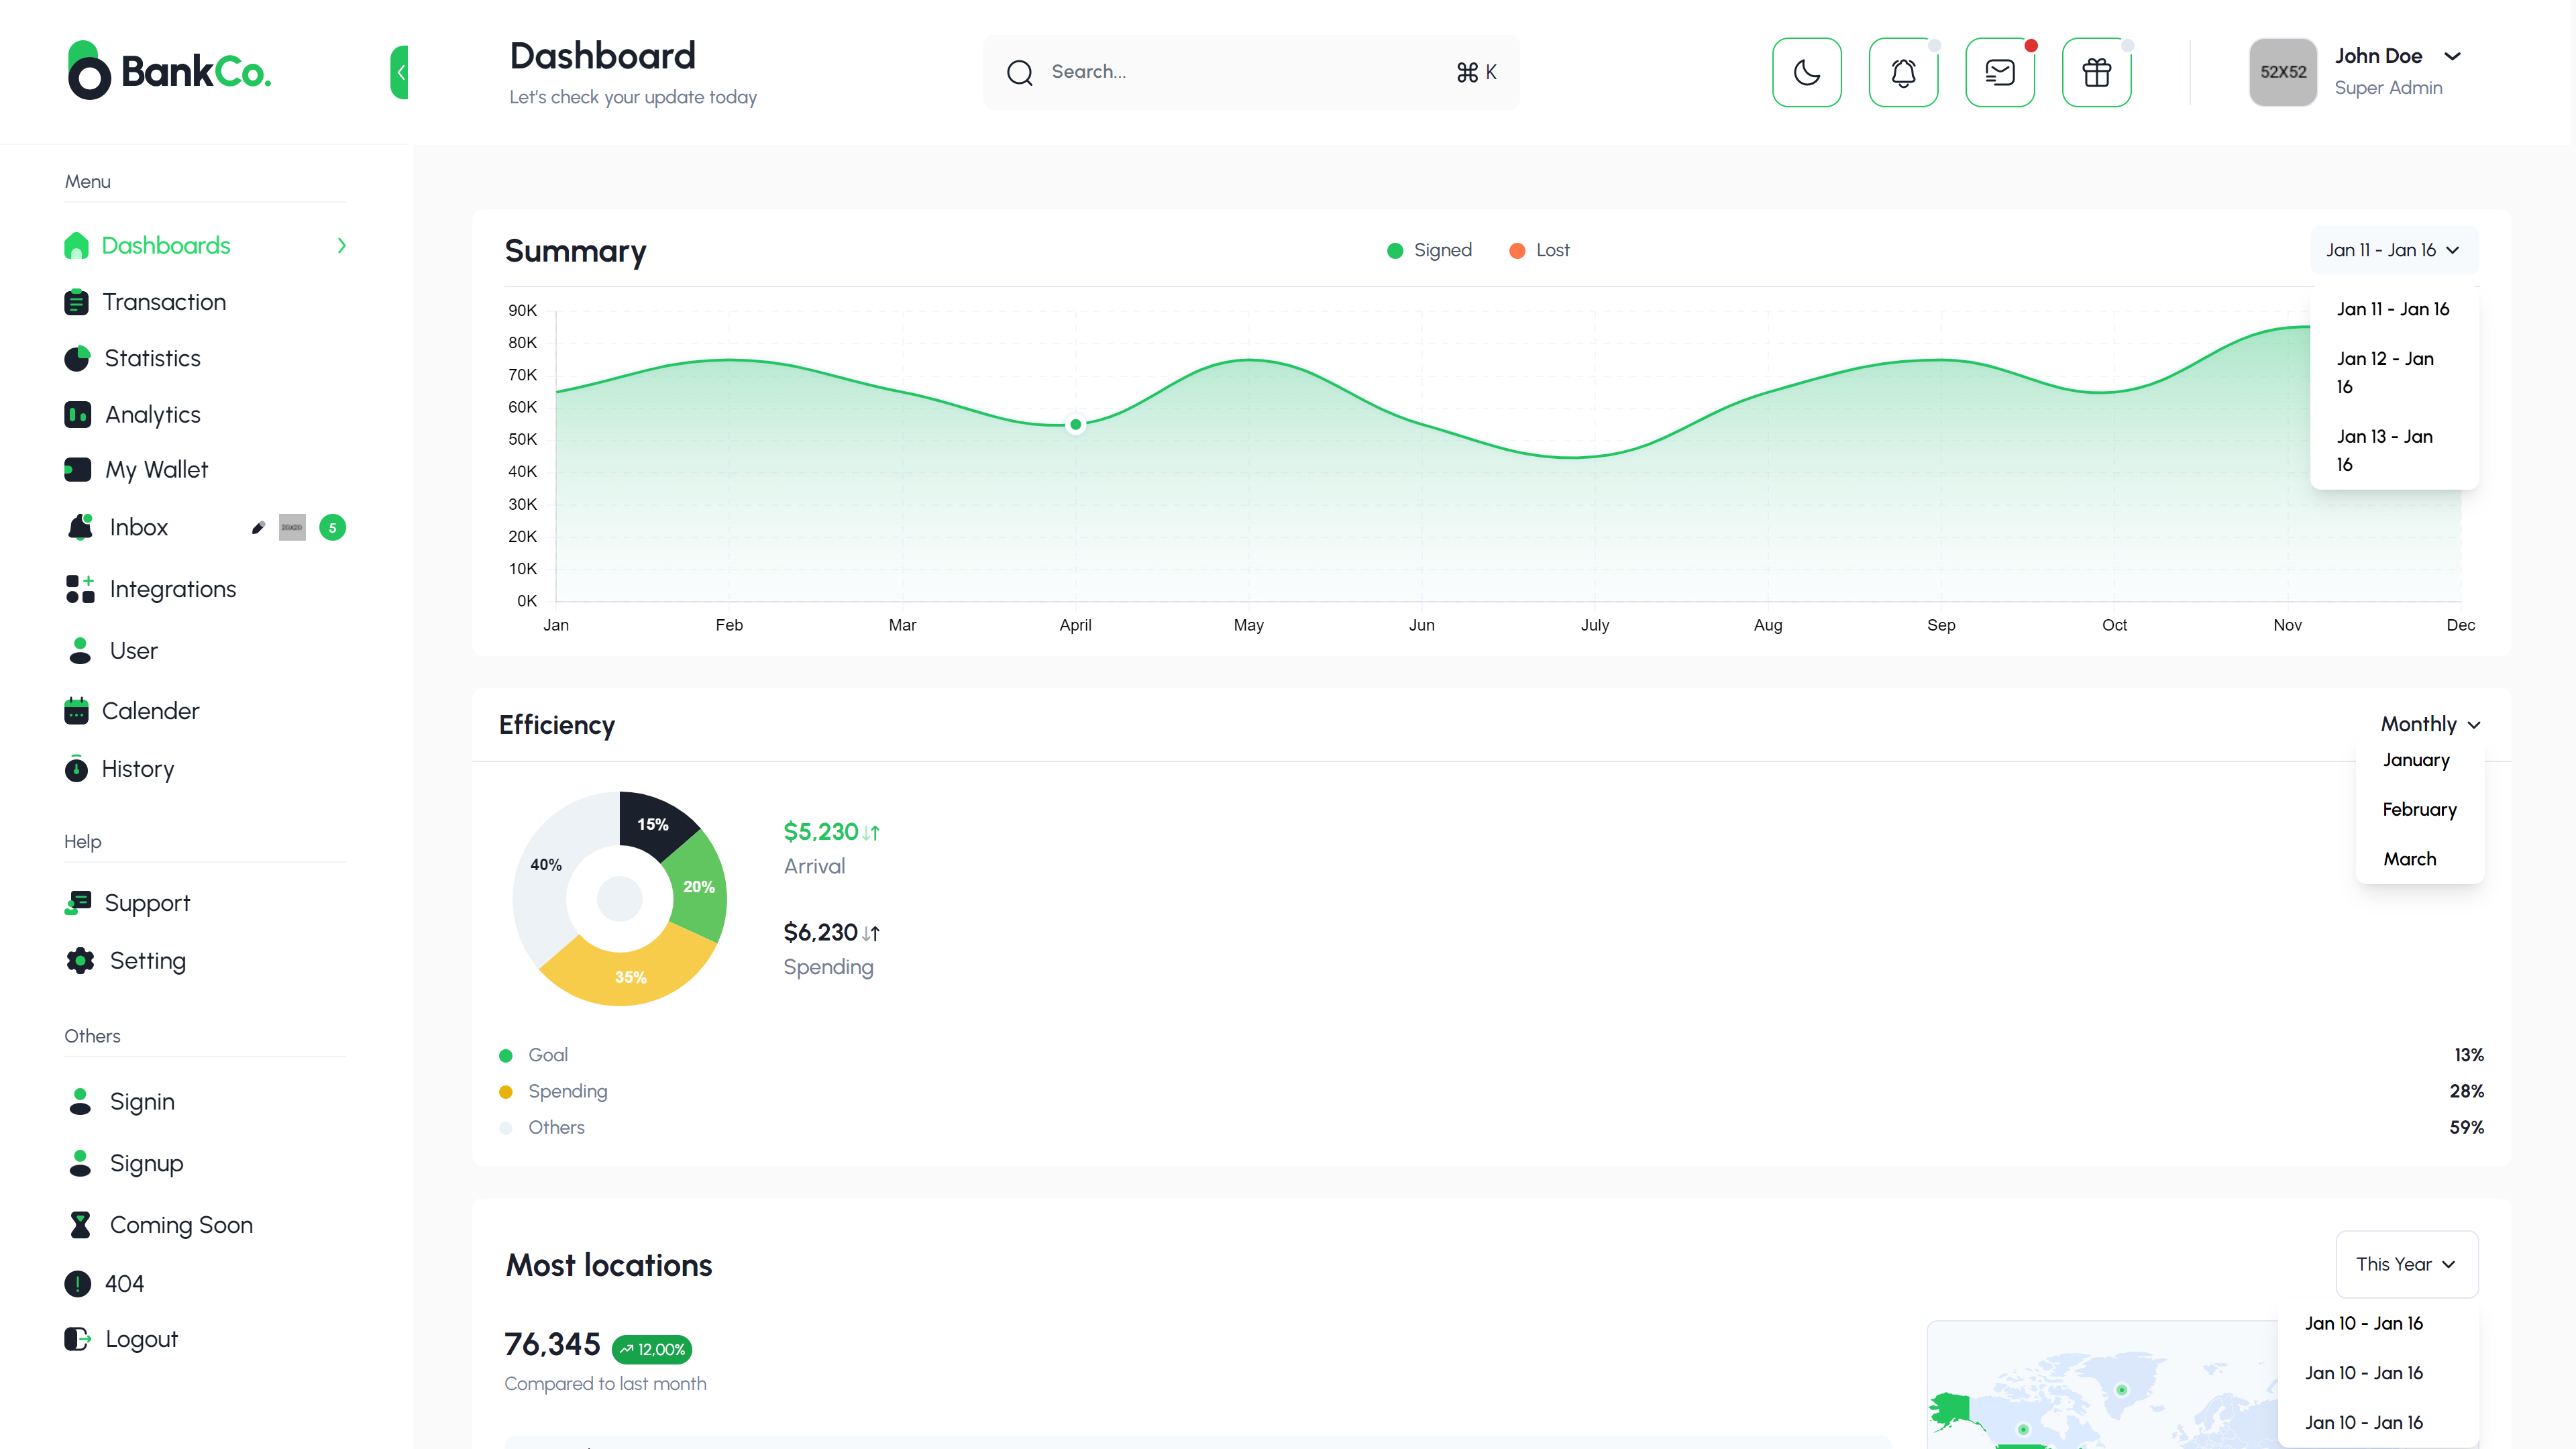 BankCo.
Dashboard
Let's check your update today
Search...
⌘ K
52X52
John Doe
Super Admin
Menu
Dashboards
Transaction
Statistics
Analytics
My Wallet
Inbox
20X20
5
Integrations
User
Calender
History
Help
Support
Setting
Others
Signin
Signup
Coming Soon
404
Logout
Summary
Signed
Lost
Jan 11 - Jan 16
Jan 11 - Jan 16
Jan 12 - Jan
16
Jan 13 - Jan
16
90K
80K
70K
60K
50K
40K
30K
20K
10K
0K
Jan Feb Mar April May Jun July Aug Sep Oct Nov Dec
Efficiency
Monthly
January
February
March
15%
40%
20%
35%
$5,230
Arrival
$6,230
Spending
Goal 13%
Spending 28%
Others 59%
Most locations
This Year
76,345
12,00%
Compared to last month
Jan 10 - Jan 16
Jan 10 - Jan 16
Jan 10 - Jan 16